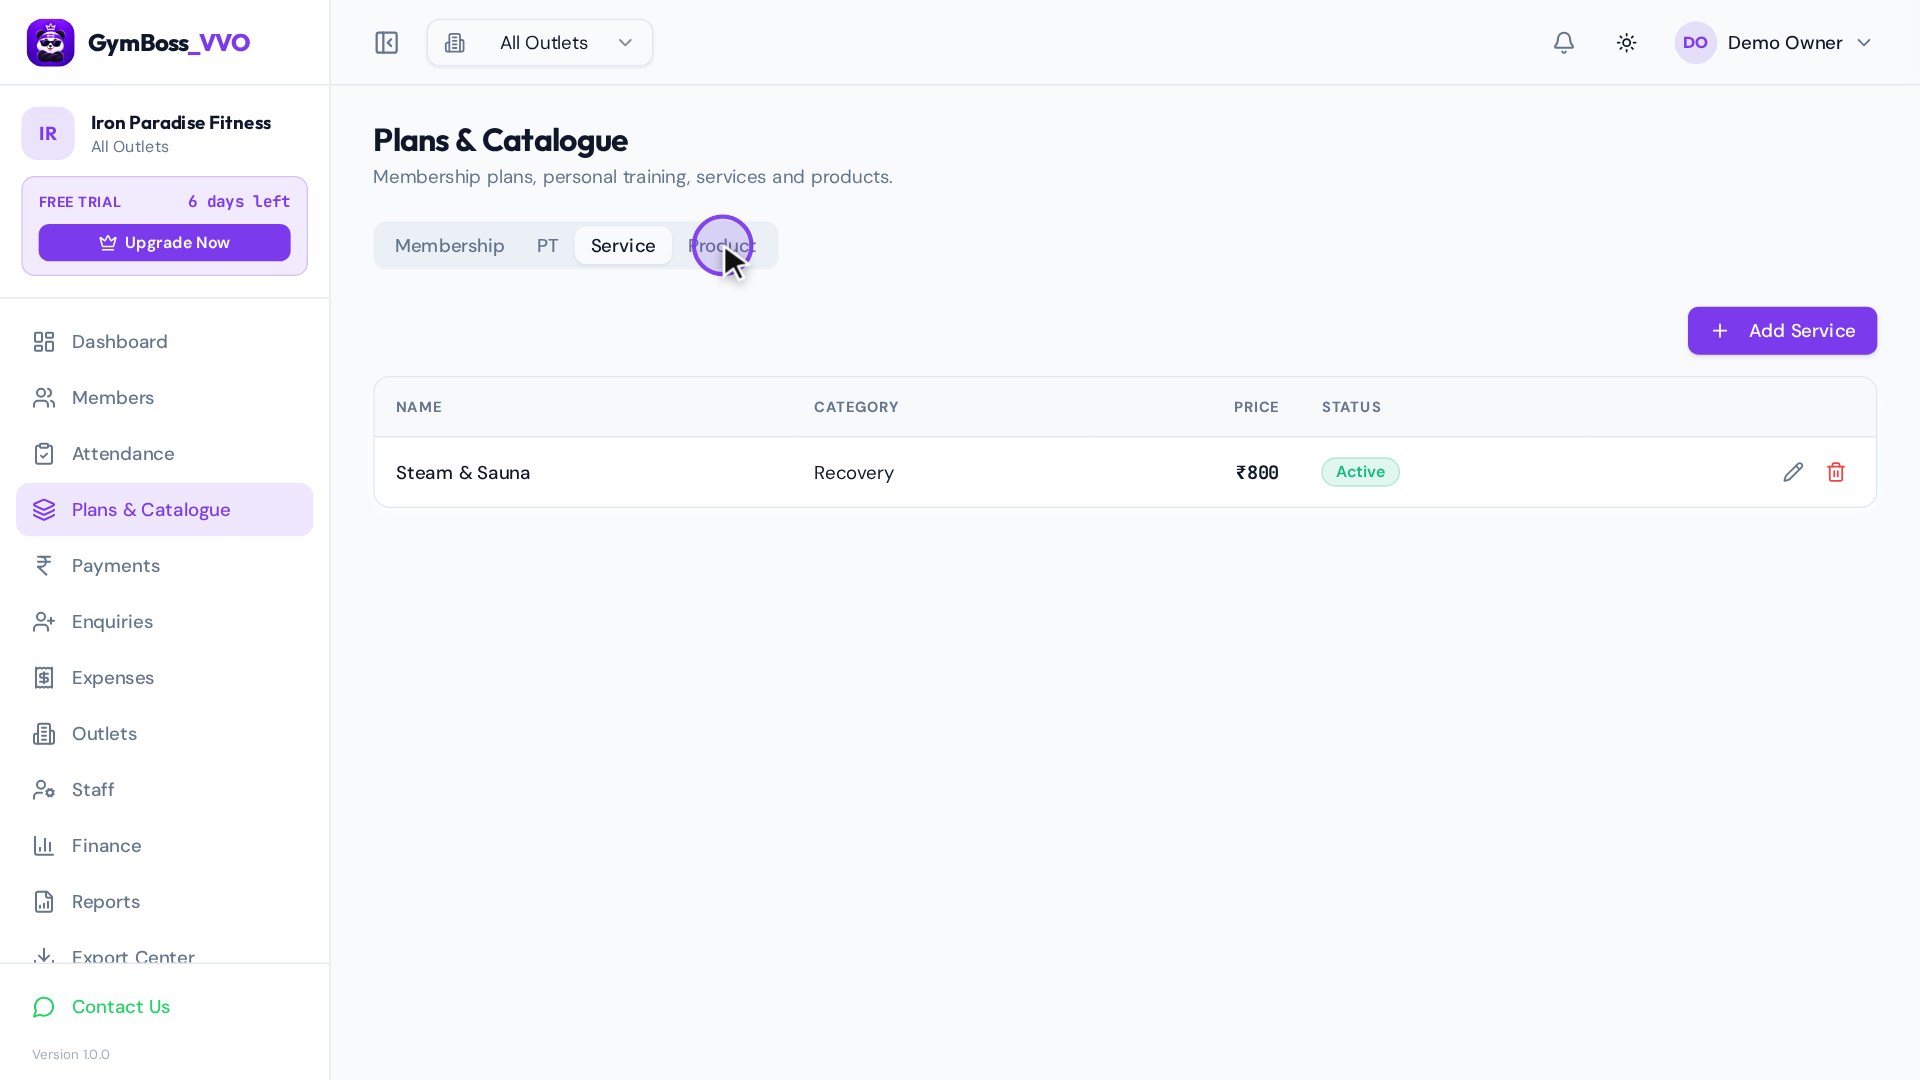 GymBoss_VVO
All Outlets
DO
Demo Owner
IR
Iron Paradise Fitness
All Outlets
FREE TRIAL
6 days left
Upgrade Now
Dashboard
Members
Attendance
Plans & Catalogue
Payments
Enquiries
Expenses
Outlets
Staff
Finance
Reports
Export Center
Contact Us
Version 1.0.0
Plans & Catalogue
Membership plans, personal training, services and products.
Membership
PT
Service
Product
Add Service
NAME
CATEGORY
PRICE
STATUS
Steam & Sauna
Recovery
₹800
Active